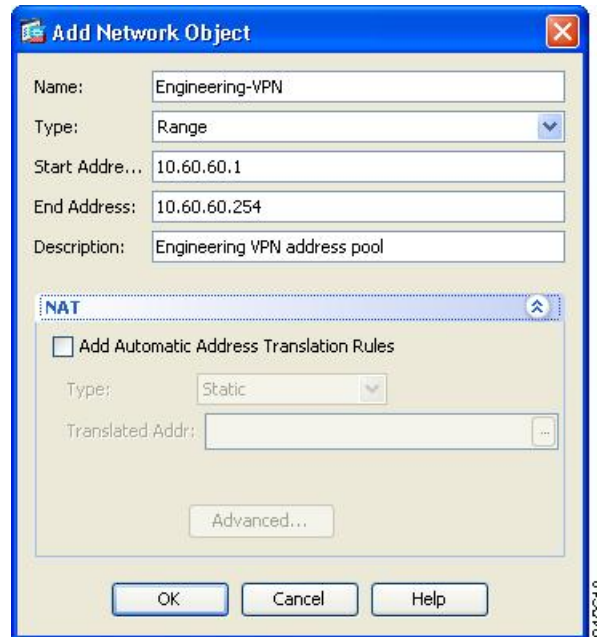 Add Network Object
Name: Engineering-VPN
Type: Range
Start Addre... 10.60.60.1
End Address: 10.60.60.254
Description: Engineering VPN address pool
NAT
Add Automatic Address Translation Rules
Type: Static
Translated Addr: ...
Advanced...
OK Cancel Help